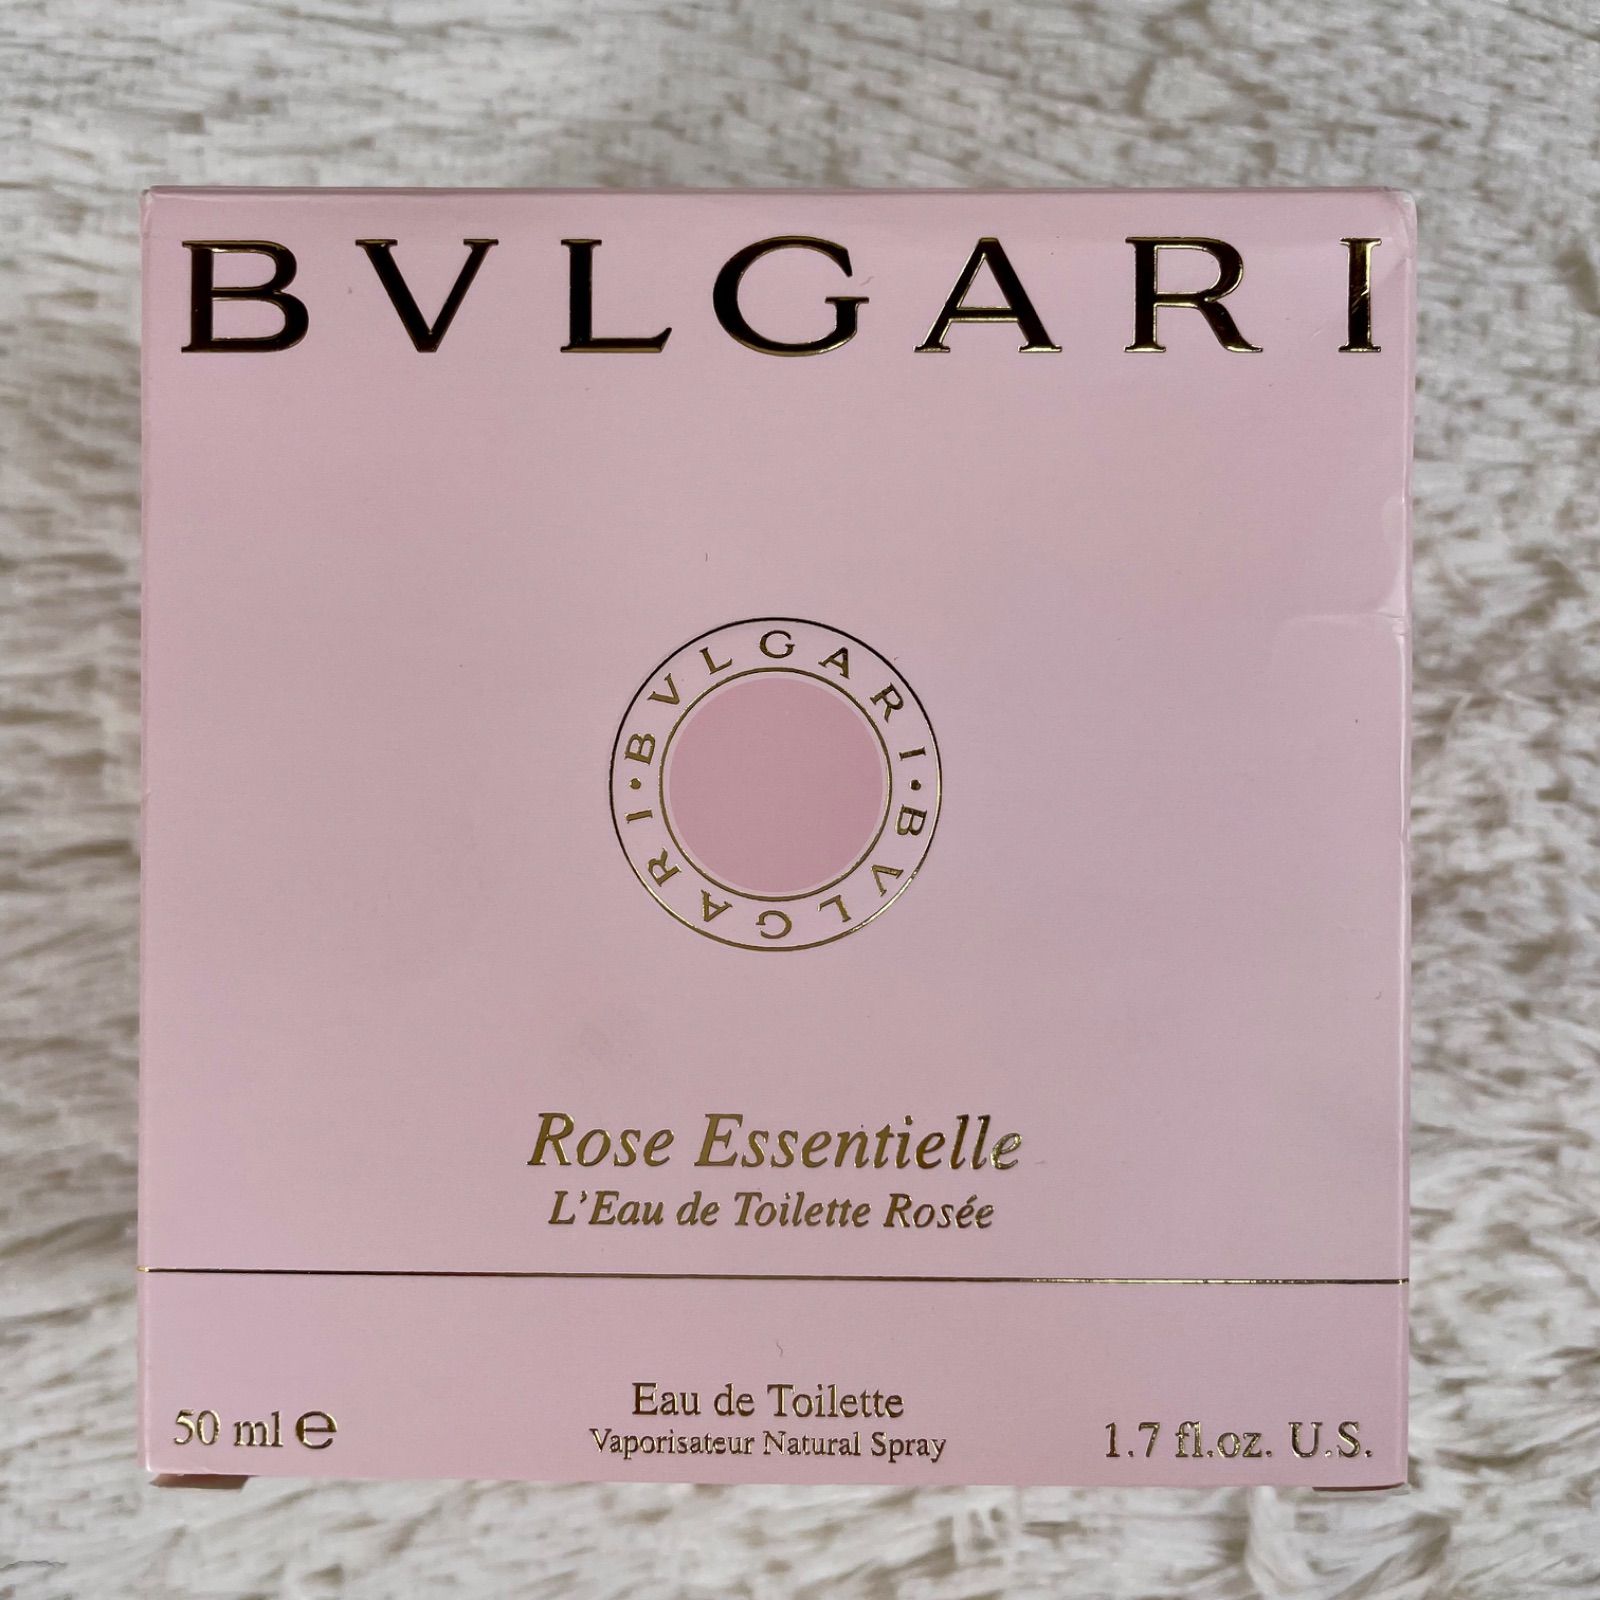 BVLGARI
BVLGARI • BVLGARI •
Rose Essentielle
L'Eau de Toilette Rosée
Eau de Toilette
50 ml ℮
Vaporisateur Natural Spray
1.7 fl.oz. U.S.